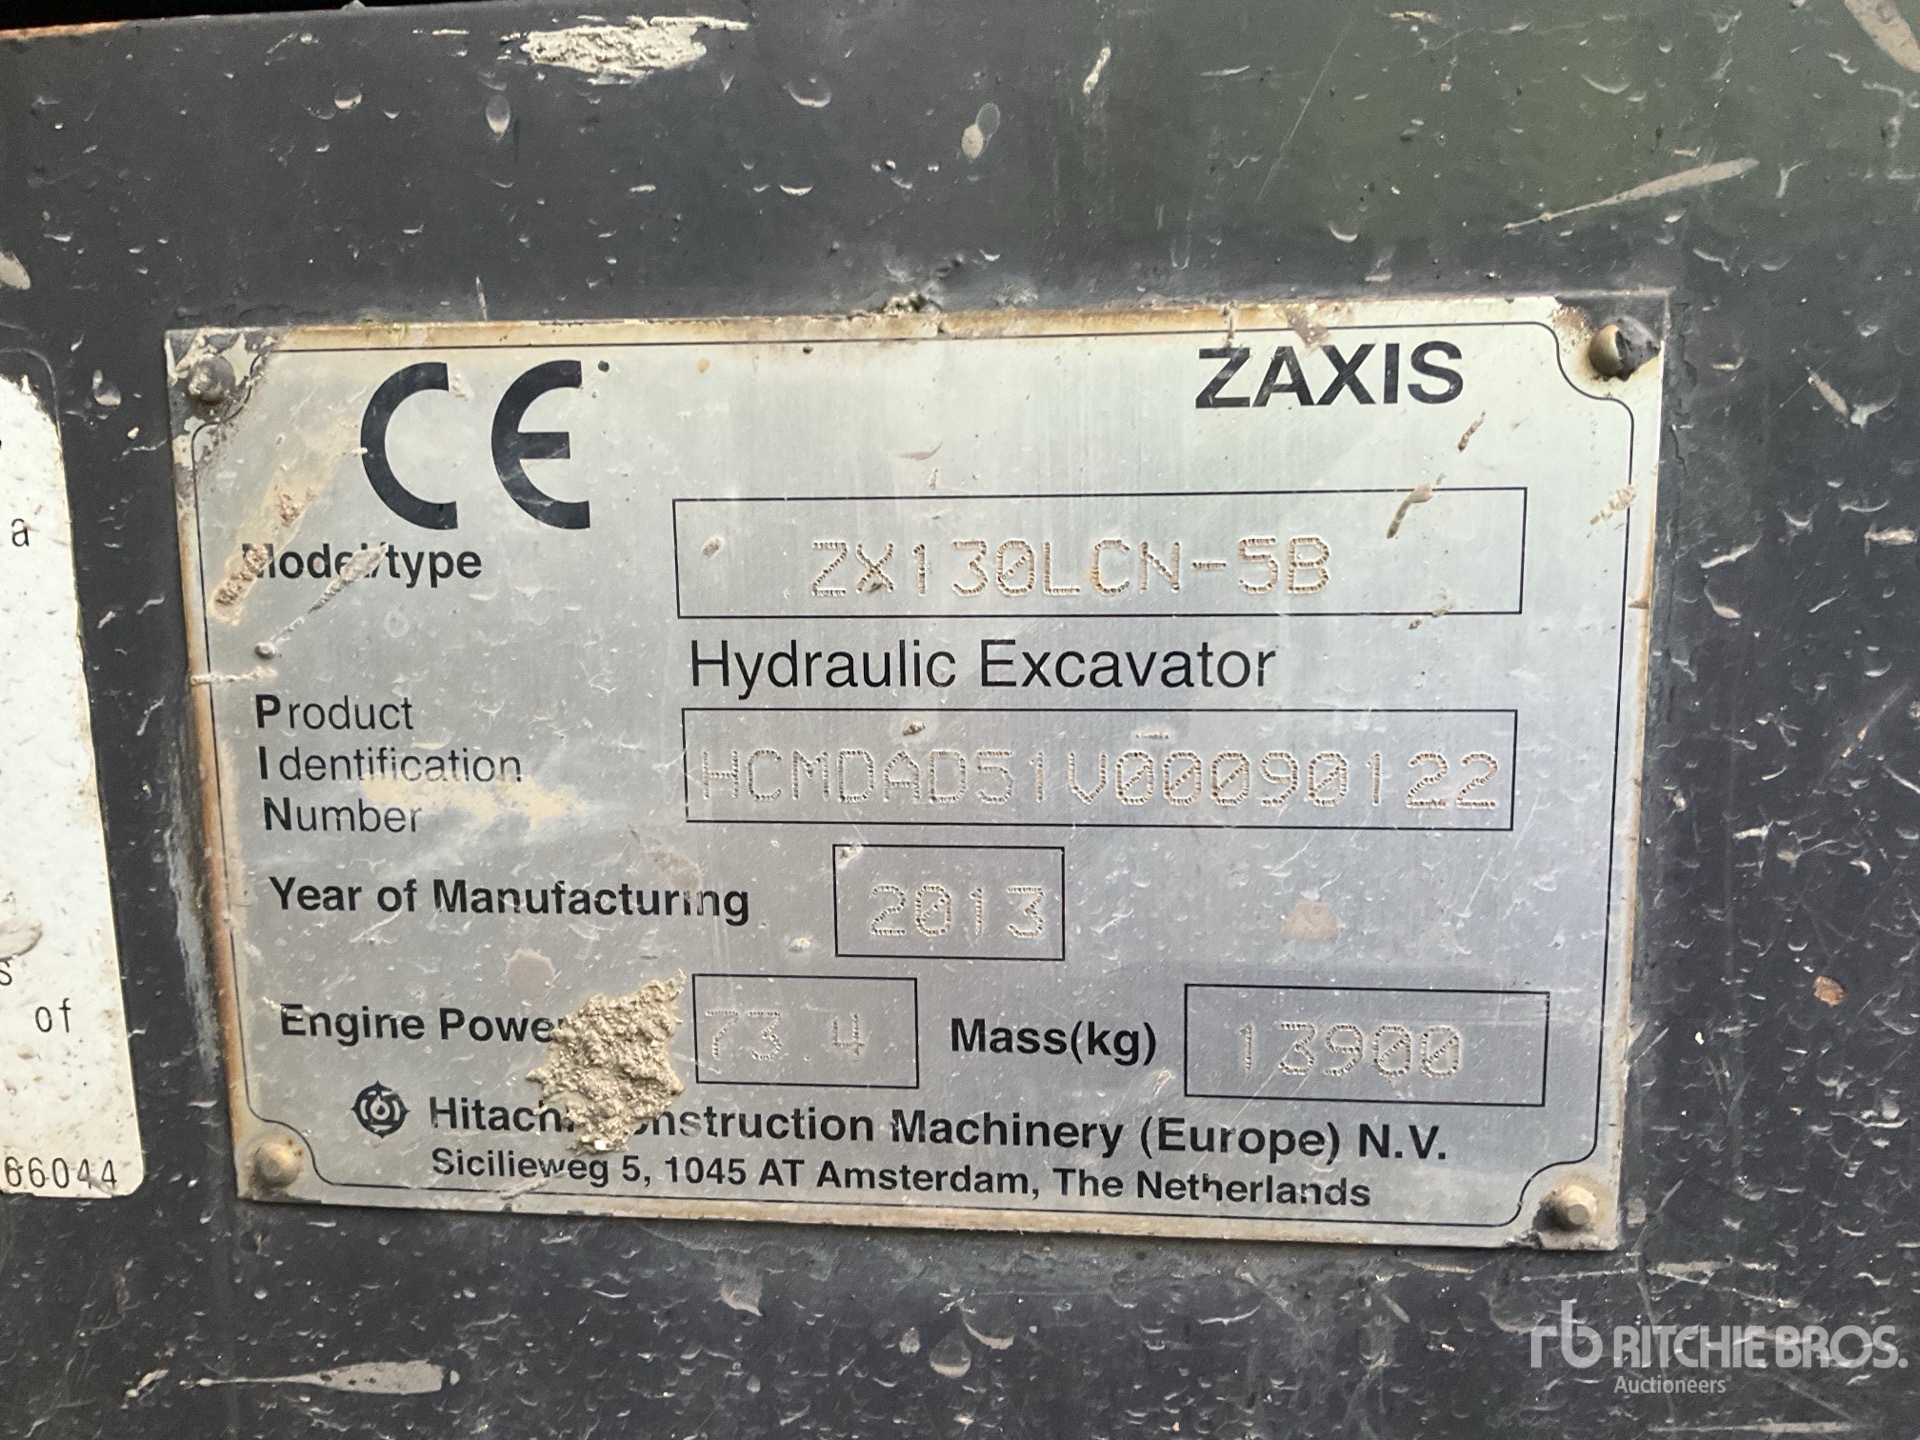 a
s
of
66044
CE
ZAXIS
Model/type ZX130LCN-5B
Hydraulic Excavator
Product
Identification
Number
HCMDAD51V00090122
Year of Manufacturing 2013
Engine Power 73.4 Mass(kg) 13900
Hitachi Construction Machinery (Europe) N.V.
Sicilieweg 5, 1045 AT Amsterdam, The Netherlands
rb RITCHIE BROS.
Auctioneers